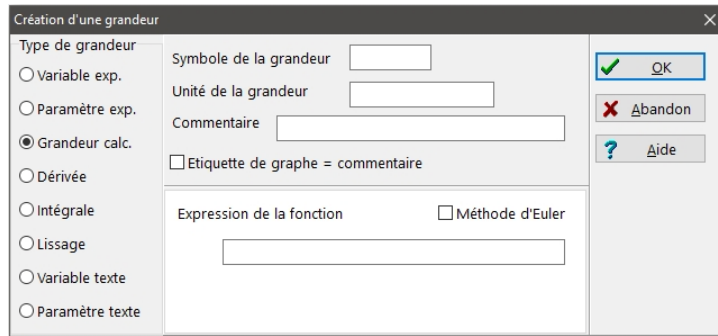 Création d'une grandeur
Type de grandeur
Variable exp.
Paramètre exp.
Grandeur calc.
Dérivée
Intégrale
Lissage
Variable texte
Paramètre texte
Symbole de la grandeur
Unité de la grandeur
Commentaire
Etiquette de graphe = commentaire
Expression de la fonction
Méthode d'Euler
OK
Abandon
Aide